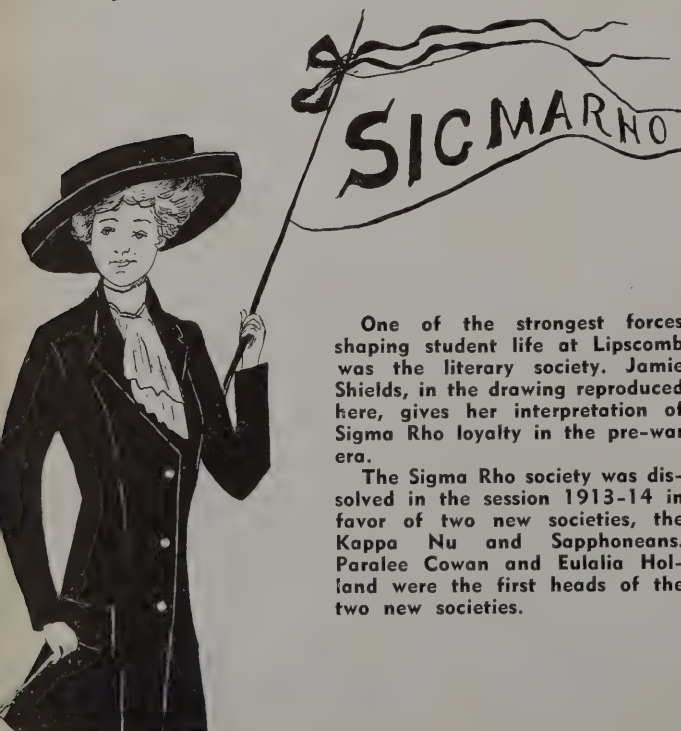 SIGMARHO
One of the strongest forces
shaping student life at Lipscomb
was the literary society. Jamie
Shields, in the drawing reproduced
here, gives her interpretation of
Sigma Rho loyalty in the pre-war
era.
The Sigma Rho society was dis-
solved in the session 1913-14 in
favor of two new societies, the
Kappa Nu and Sapphoneans.
Paralee Cowan and Eulalia Hol-
land were the first heads of the
two new societies.